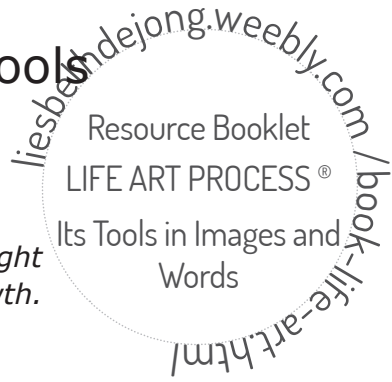 ools
liesbethdejong.weebly.com /book-life-art.html
Resource Booklet
LIFE ART PROCESS ®
Its Tools in Images and
Words
ght
wth.